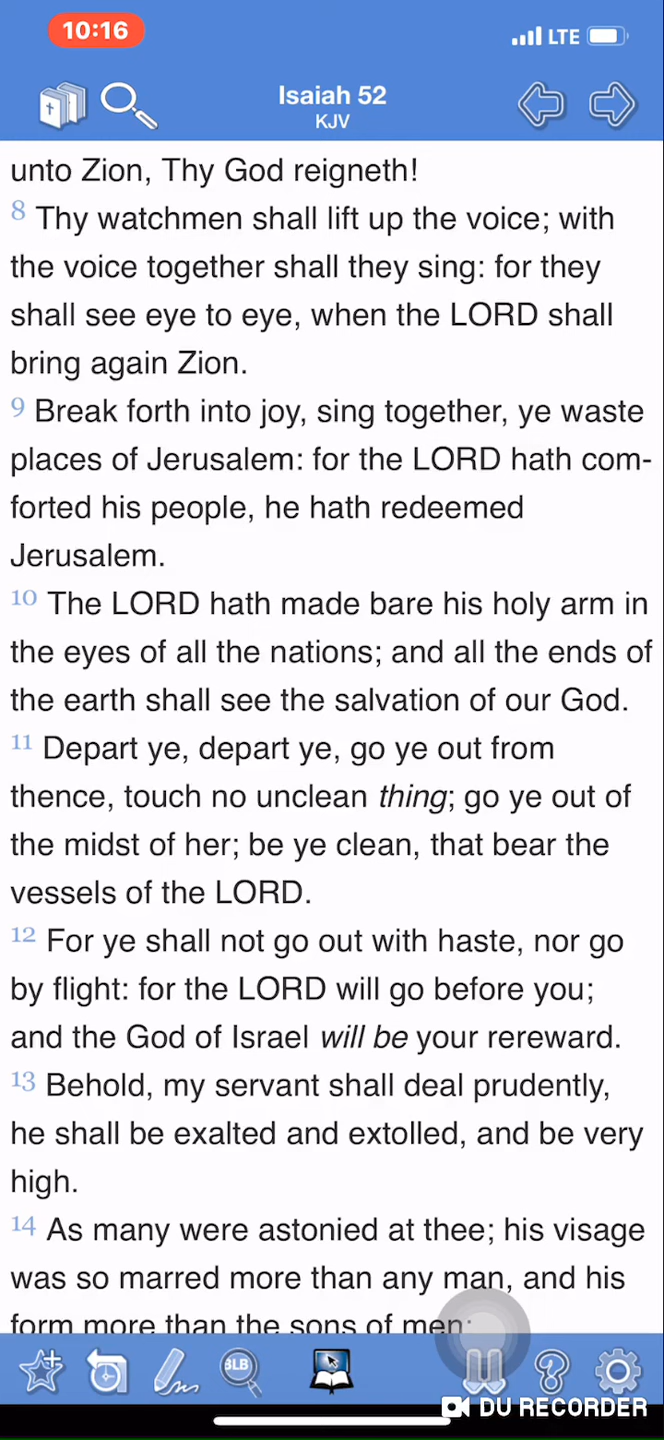 10:16
LTE
Isaiah 52
KJV
unto Zion, Thy God reigneth!
8 Thy watchmen shall lift up the voice; with
the voice together shall they sing: for they
shall see eye to eye, when the LORD shall
bring again Zion.
9 Break forth into joy, sing together, ye waste
places of Jerusalem: for the LORD hath com-
forted his people, he hath redeemed
Jerusalem.
10 The LORD hath made bare his holy arm in
the eyes of all the nations; and all the ends of
the earth shall see the salvation of our God.
11 Depart ye, depart ye, go ye out from
thence, touch no unclean thing; go ye out of
the midst of her; be ye clean, that bear the
vessels of the LORD.
12 For ye shall not go out with haste, nor go
by flight: for the LORD will go before you;
and the God of Israel will be your rereward.
13 Behold, my servant shall deal prudently,
he shall be exalted and extolled, and be very
high.
14 As many were astonied at thee; his visage
was so marred more than any man, and his
form more than the sons of men:
BLB
DU RECORDER